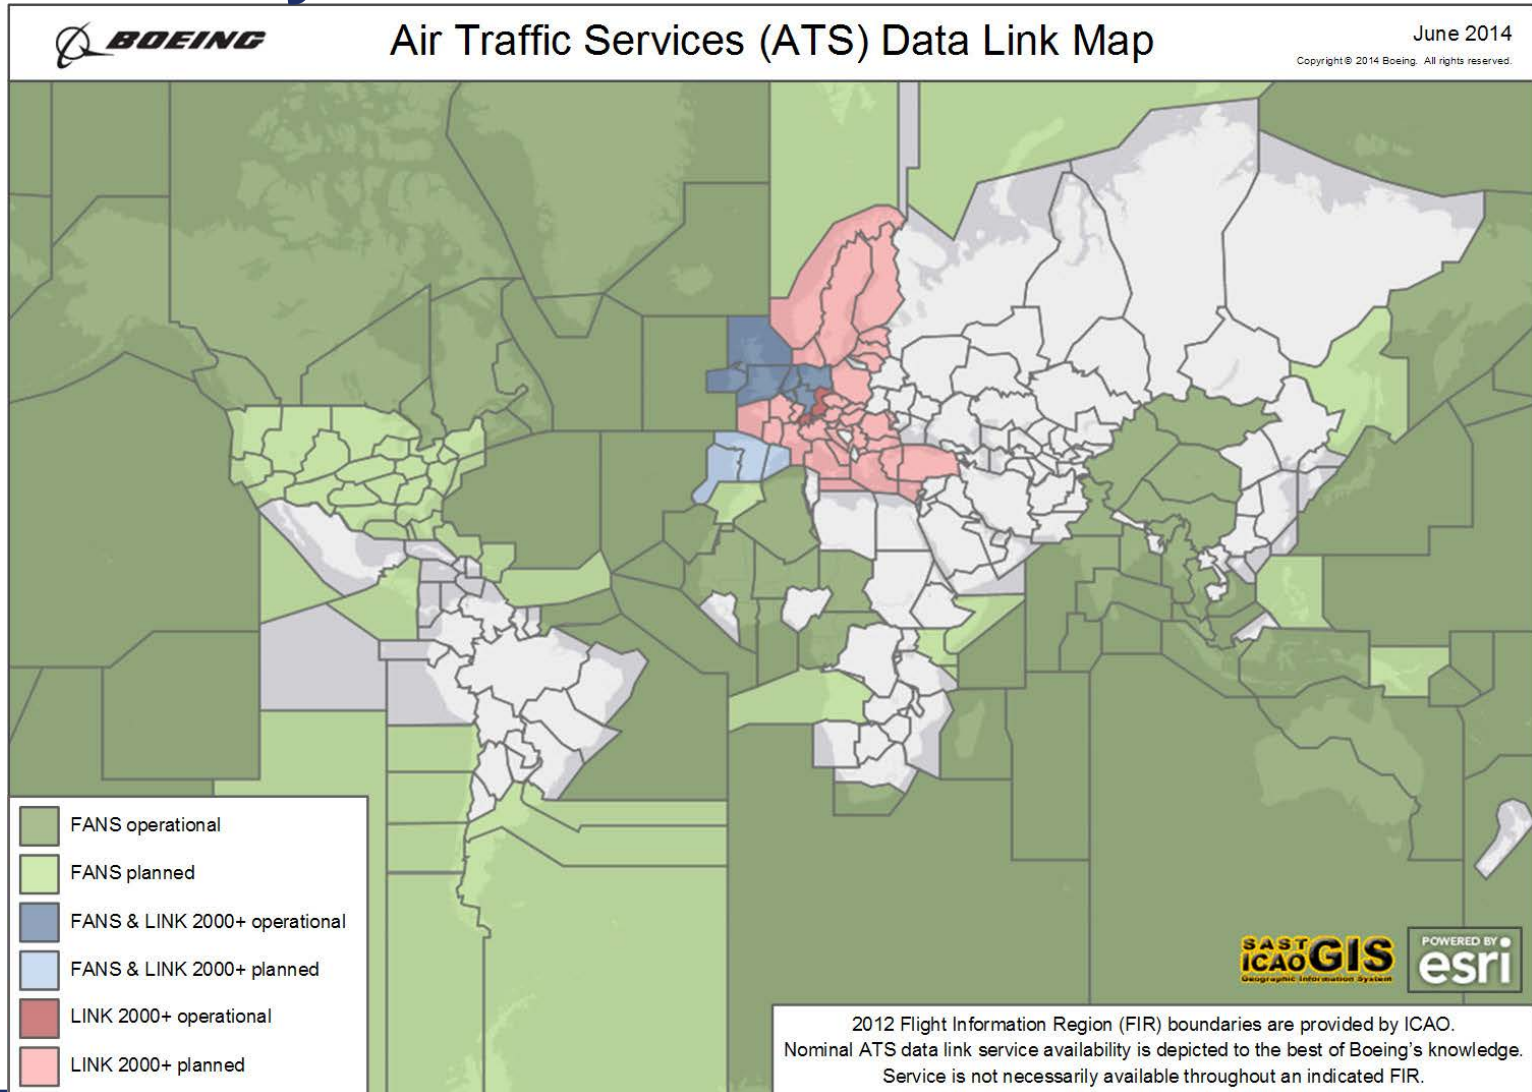 BOEING
Air Traffic Services (ATS) Data Link Map
June 2014
Copyright © 2014 Boeing. All rights reserved.
FANS operational
FANS planned
FANS & LINK 2000+ operational
FANS & LINK 2000+ planned
LINK 2000+ operational
LINK 2000+ planned
SAST
ICAO GIS
Geographic Information System
POWERED BY
esri
2012 Flight Information Region (FIR) boundaries are provided by ICAO.
Nominal ATS data link service availability is depicted to the best of Boeing's knowledge.
Service is not necessarily available throughout an indicated FIR.